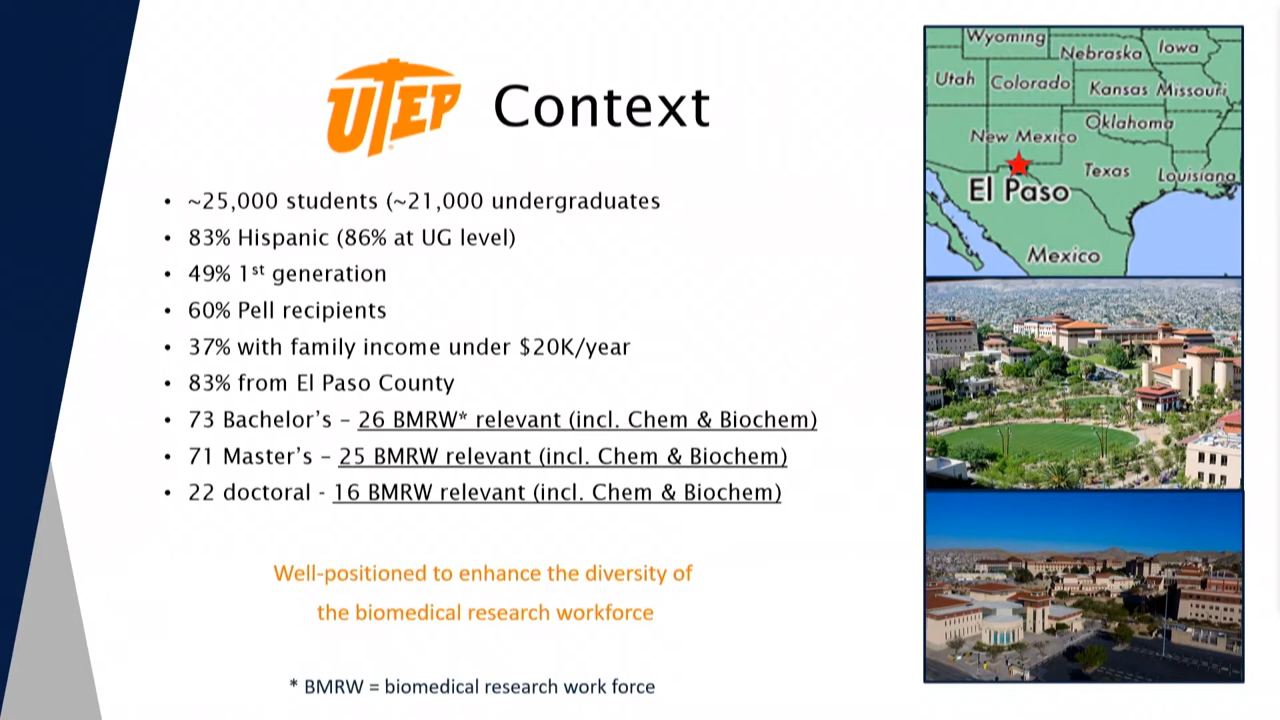 UTEP Context
• ~25,000 students (~21,000 undergraduates
• 83% Hispanic (86% at UG level)
• 49% 1st generation
• 60% Pell recipients
• 37% with family income under $20K/year
• 83% from El Paso County
• 73 Bachelor’s – 26 BMRW* relevant (incl. Chem & Biochem)
• 71 Master’s – 25 BMRW relevant (incl. Chem & Biochem)
• 22 doctoral - 16 BMRW relevant (incl. Chem & Biochem)
Well-positioned to enhance the diversity of
the biomedical research workforce
* BMRW = biomedical research work force
Wyoming
Nebraska
Iowa
Utah
Colorado
Kansas
Missouri
Oklahoma
New Mexico
Texas
Louisiana
El Paso
Mexico